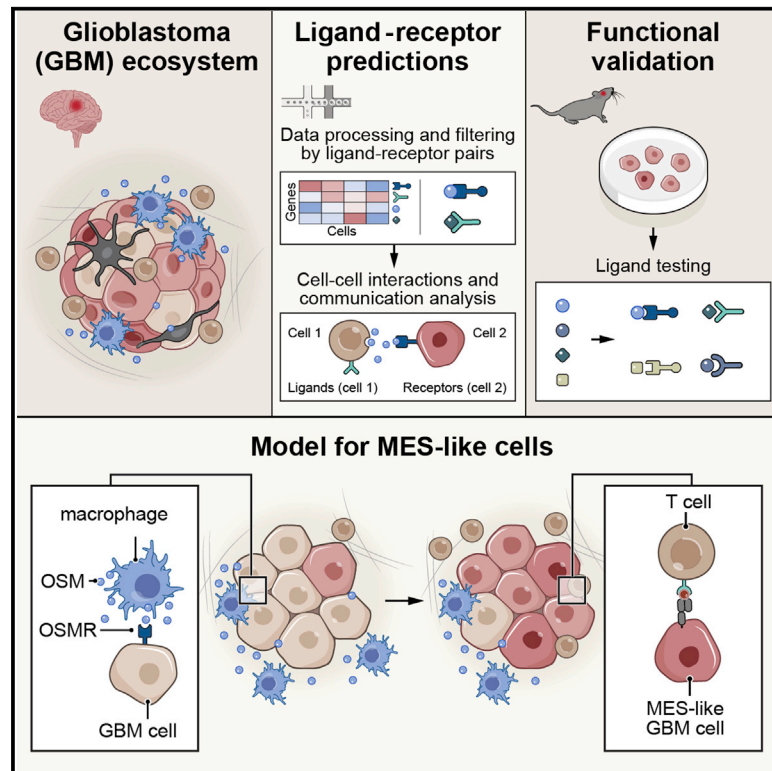 Glioblastoma
(GBM) ecosystem
Ligand-receptor
predictions
Data processing and filtering
by ligand-receptor pairs
Genes
Cells
Cell-cell interactions and
communication analysis
Cell 1
Cell 2
Ligands (cell 1)
Receptors (cell 2)
Functional
validation
Ligand testing
Model for MES-like cells
macrophage
OSM
OSMR
GBM cell
T cell
MES-like
GBM cell